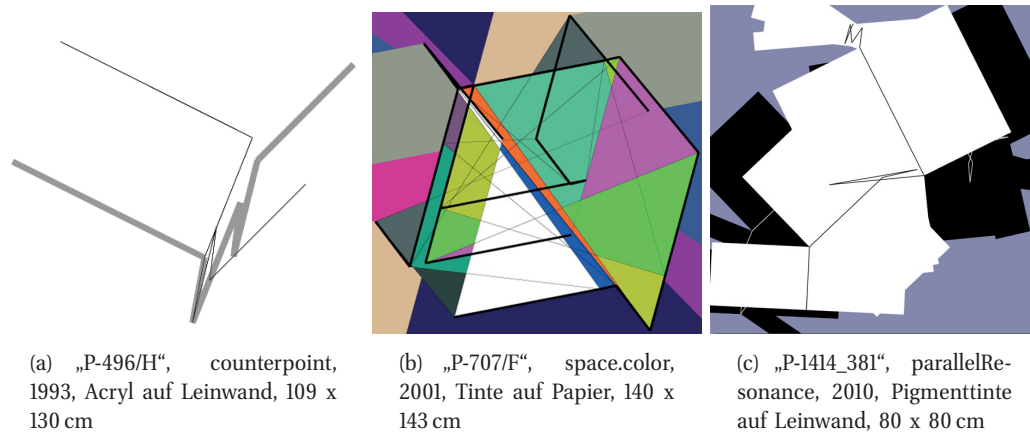 (a) „P-496/H“, counterpoint,
1993, Acryl auf Leinwand, 109 x
130 cm
(b) „P-707/F“, space.color,
2001, Tinte auf Papier, 140 x
143 cm
(c) „P-1414_381“, parallelRe-
sonance, 2010, Pigmenttinte
auf Leinwand, 80 x 80 cm